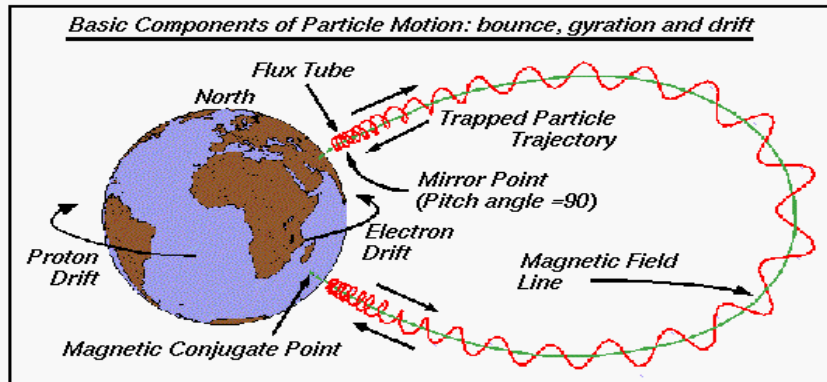 Basic Components of Particle Motion: bounce, gyration and drift
Flux Tube
North
Trapped Particle
Trajectory
Mirror Point
(Pitch angle =90)
Proton
Drift
Electron
Drift
Magnetic Field
Line
Magnetic Conjugate Point